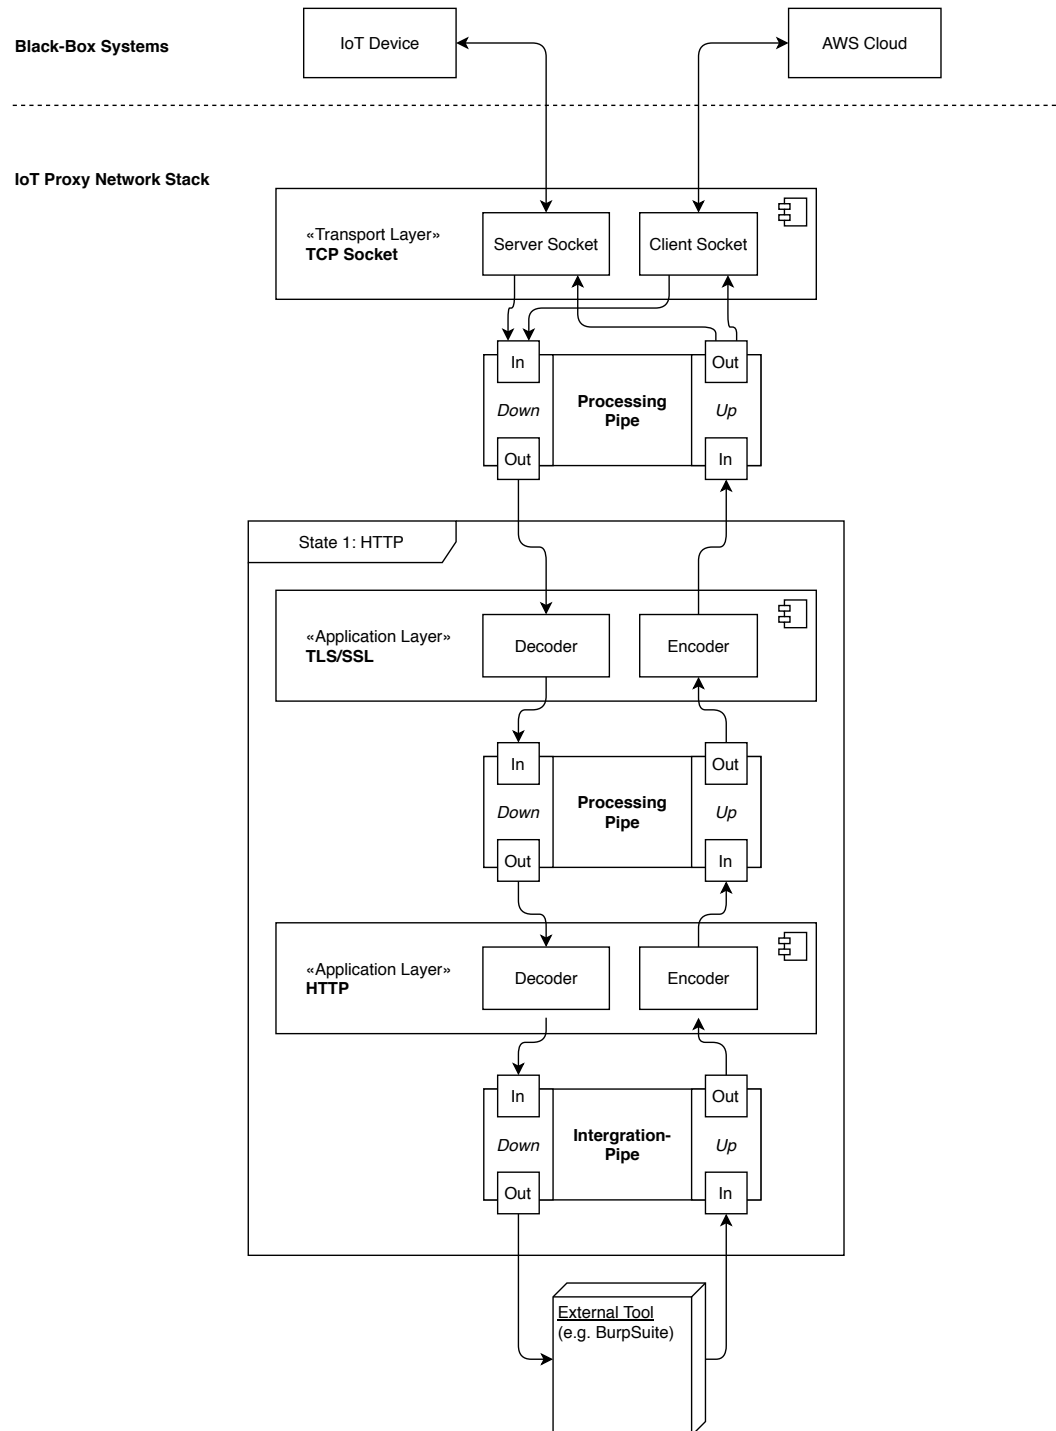 Black-Box Systems
IoT Device
AWS Cloud
IoT Proxy Network Stack
«Transport Layer»
TCP Socket
Server Socket
Client Socket
In
Out
Down
Processing
Pipe
Up
Out
In
State 1: HTTP
«Application Layer»
TLS/SSL
Decoder
Encoder
In
Out
Down
Processing
Pipe
Up
Out
In
«Application Layer»
HTTP
Decoder
Encoder
In
Out
Down
Intergration-
Pipe
Up
Out
In
External Tool
(e.g. BurpSuite)